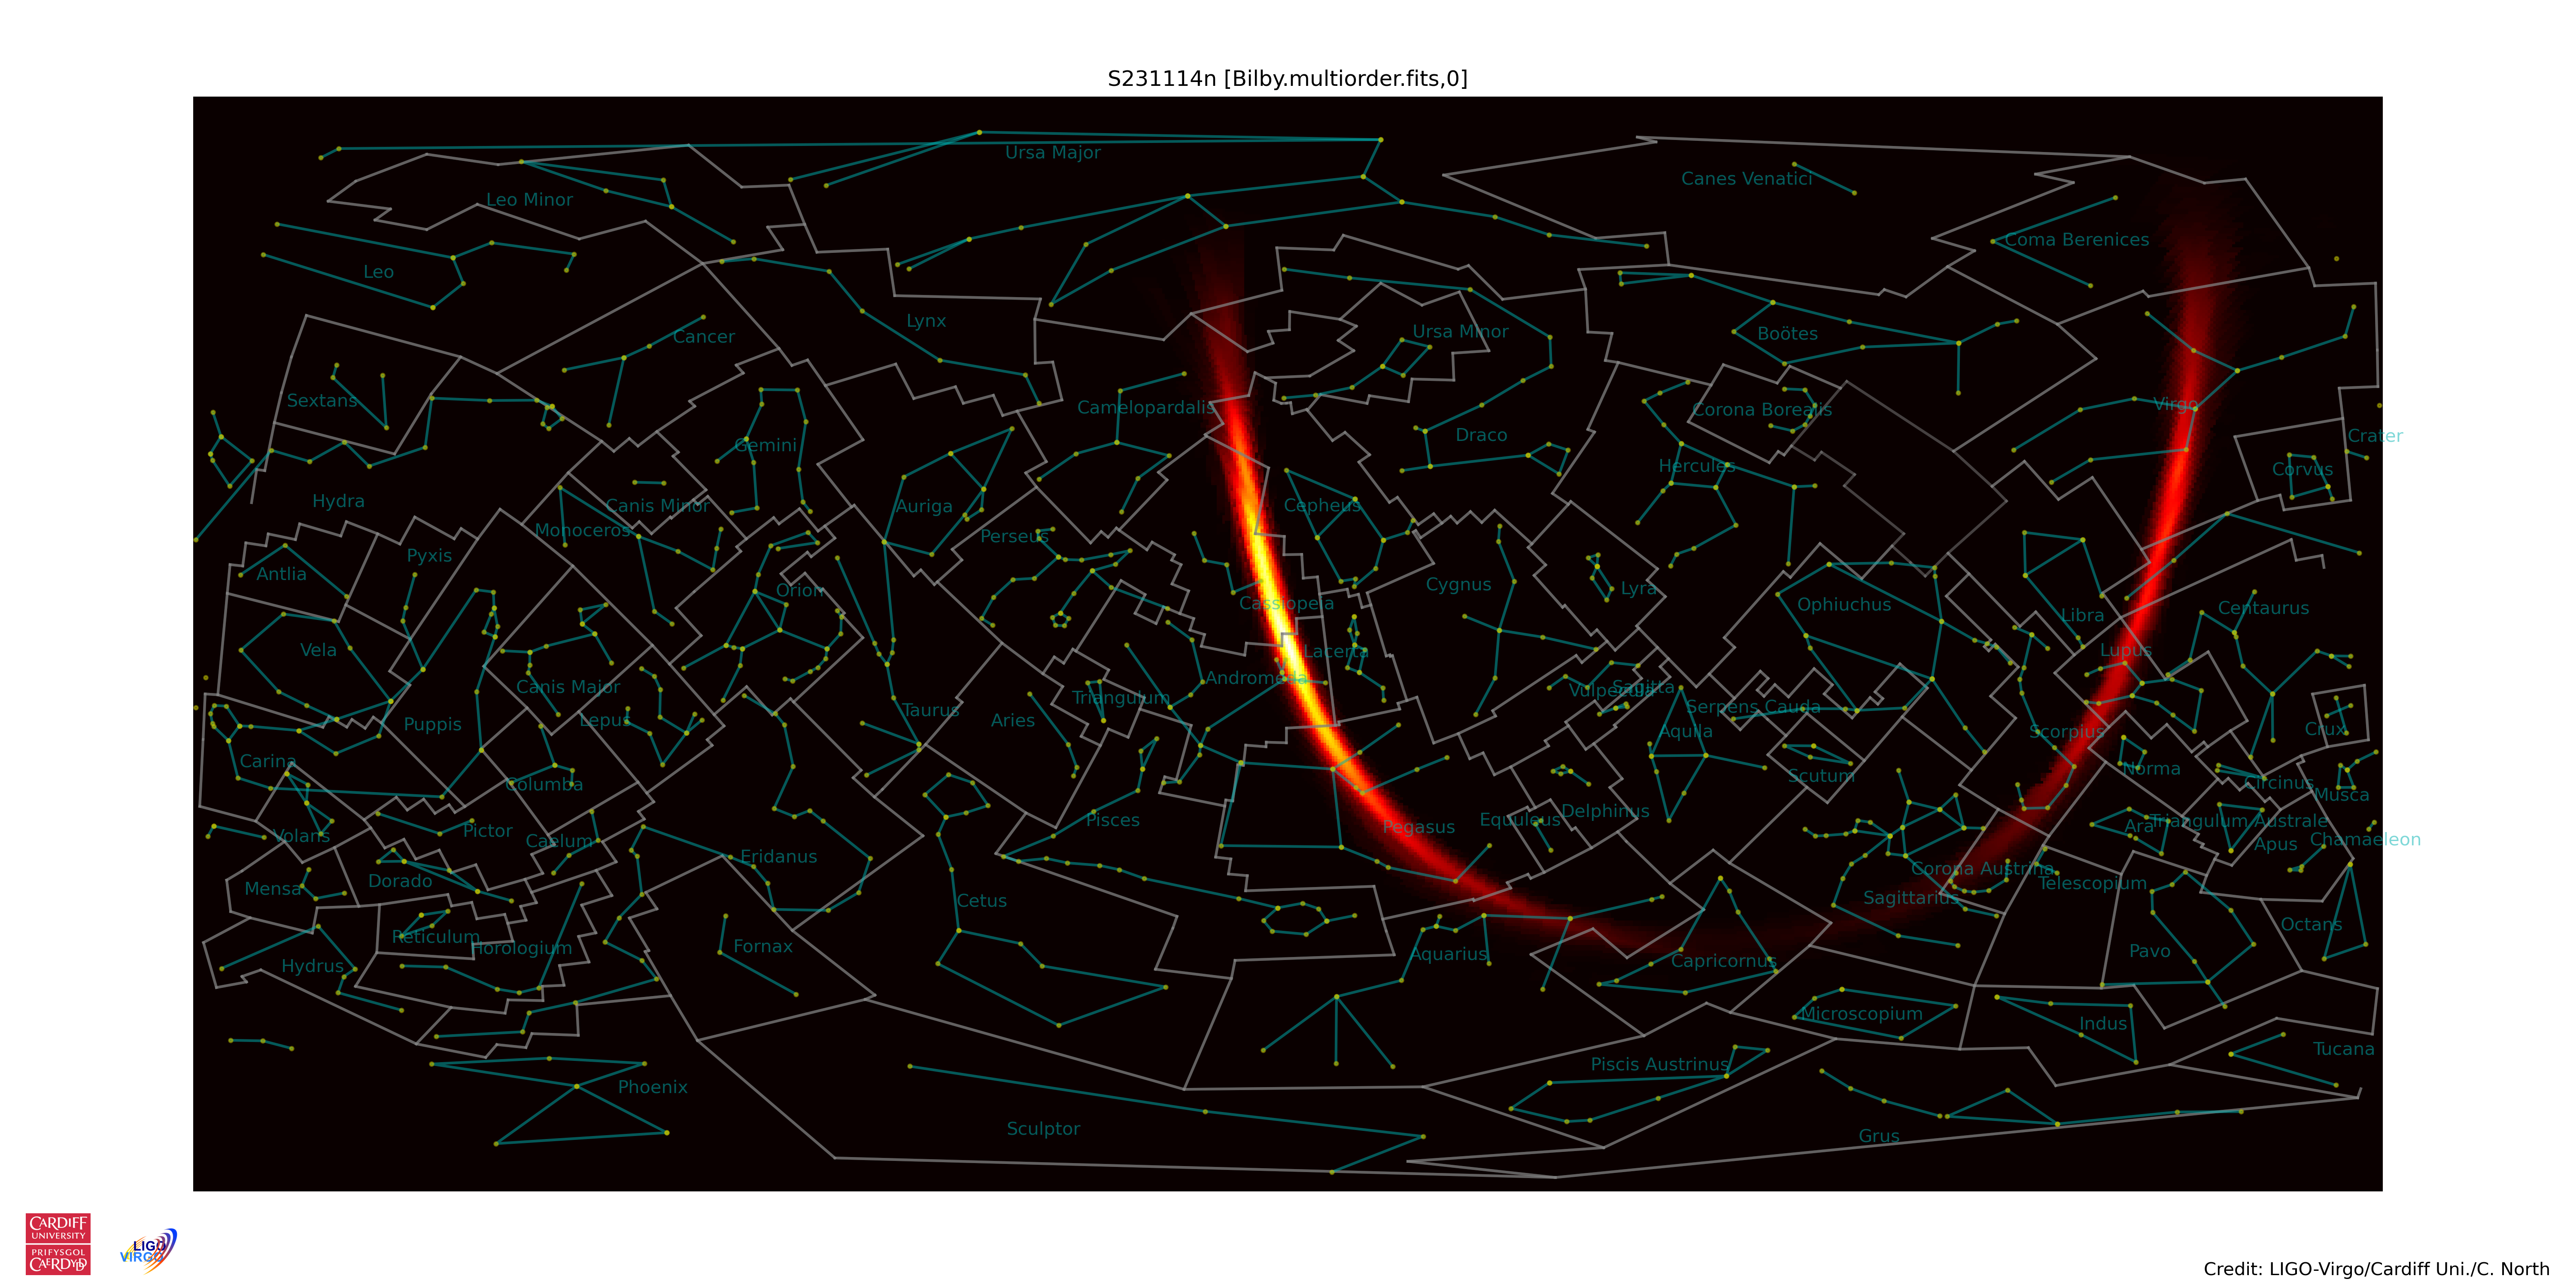 S231114n [Bilby.multiorder.fits,0]
Ursa Major
Canes Venatici
Leo Minor
Coma Berenices
Leo
Lynx
Ursa Minor
Boötes
Cancer
Sextans
Camelopardalis
Corona Borealis
Virgo
Draco
Crater
Gemini
Hercules
Corvus
Hydra
Canis Minor
Auriga
Cepheus
Monoceros
Perseus
Pyxis
Antlia
Orion
Cygnus
Lyra
Cassiopeia
Ophiuchus
Libra
Centaurus
Vela
Lacerta
Lupus
Andromeda
Canis Major
Triangulum
Vulpecula
Sagitta
Serpens Cauda
Puppis
Lepus
Taurus
Aries
Aquila
Scorpius
Crux
Carina
Columba
Scutum
Norma
Circinus
Musca
Volans
Pictor
Caelum
Pisces
Pegasus
Equuleus
Delphinus
Ara
Triangulum Australe
Apus
Chamaeleon
Eridanus
Mensa
Dorado
Cetus
Corona Austrina
Sagittarius
Telescopium
Reticulum
Horologium
Fornax
Aquarius
Octans
Hydrus
Capricornus
Pavo
Microscopium
Indus
Tucana
Piscis Austrinus
Phoenix
Sculptor
Grus
CARDIFF
UNIVERSITY
PRIFYSGOL
CAERDYDD
LIGO
VIRGO
Credit: LIGO-Virgo/Cardiff Uni./C. North